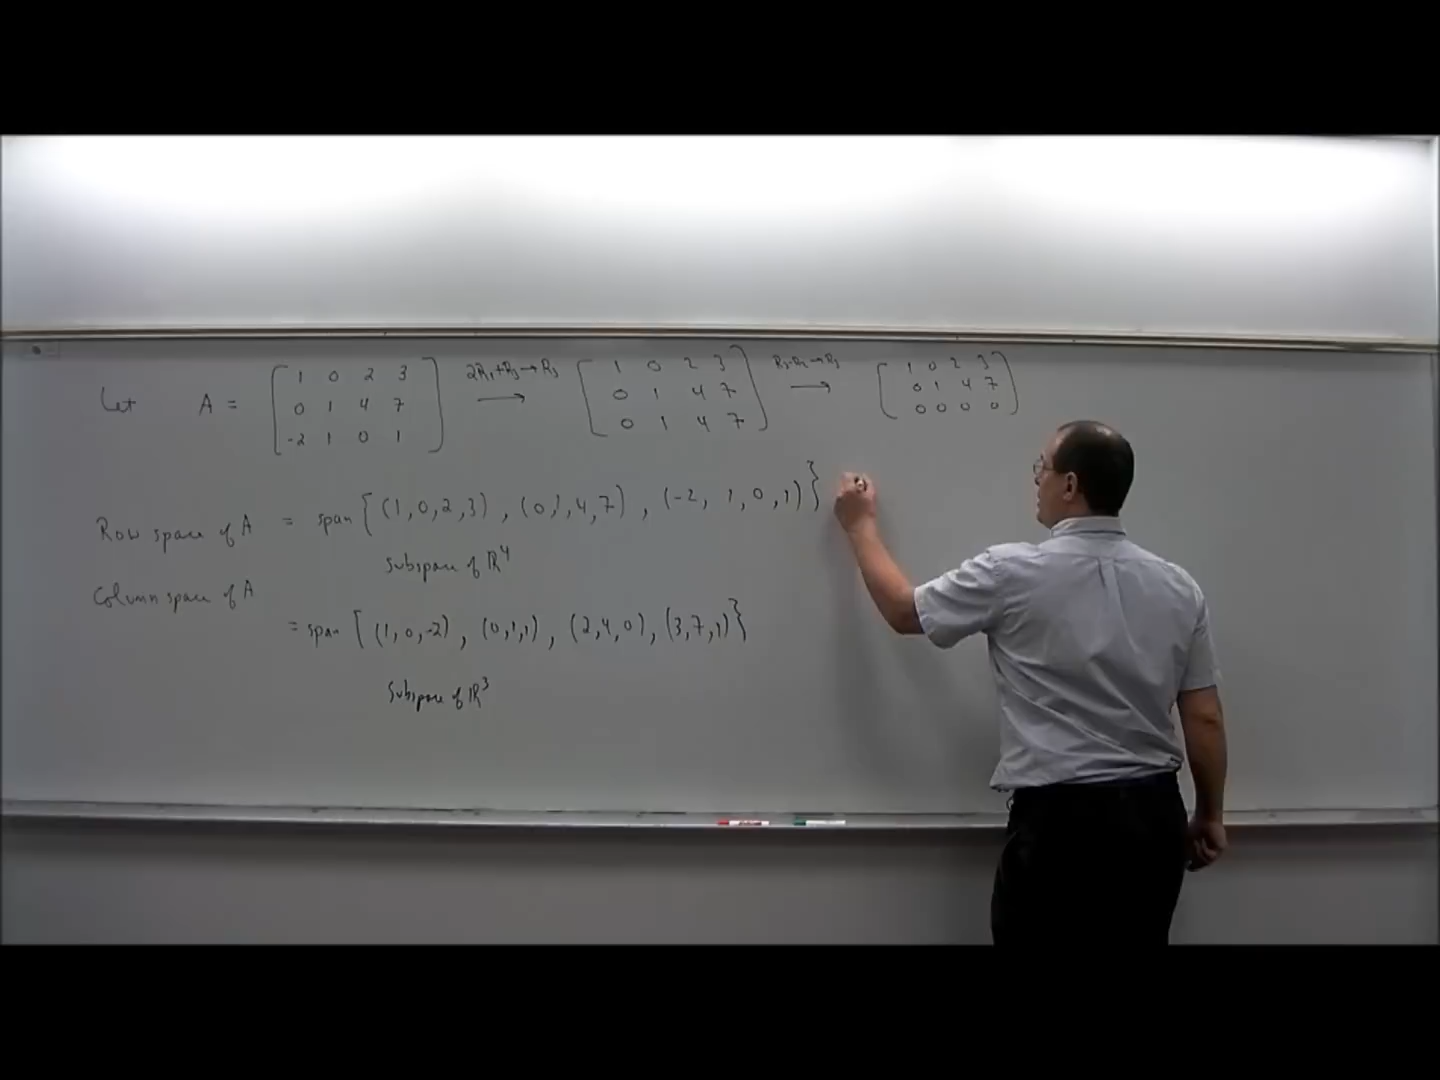 Let A = [ 1 0 2 3 2R₁+R₃→R₃ [ 1 0 2 3 R₃-R₂→R₃ [ 1 0 2 3
0 1 4 7 → 0 1 4 7 → 0 1 4 7
-2 1 0 1 ] 0 1 4 7 ] 0 0 0 0 ]
Row space of A = span { (1,0,2,3) , (0,1,4,7) , (-2, 1,0,1) }
Subspace of ℝ⁴
Column space of A
= span { (1,0,-2) , (0,1,1) , (2,4,0) , (3,7,1) }
Subspace of ℝ³